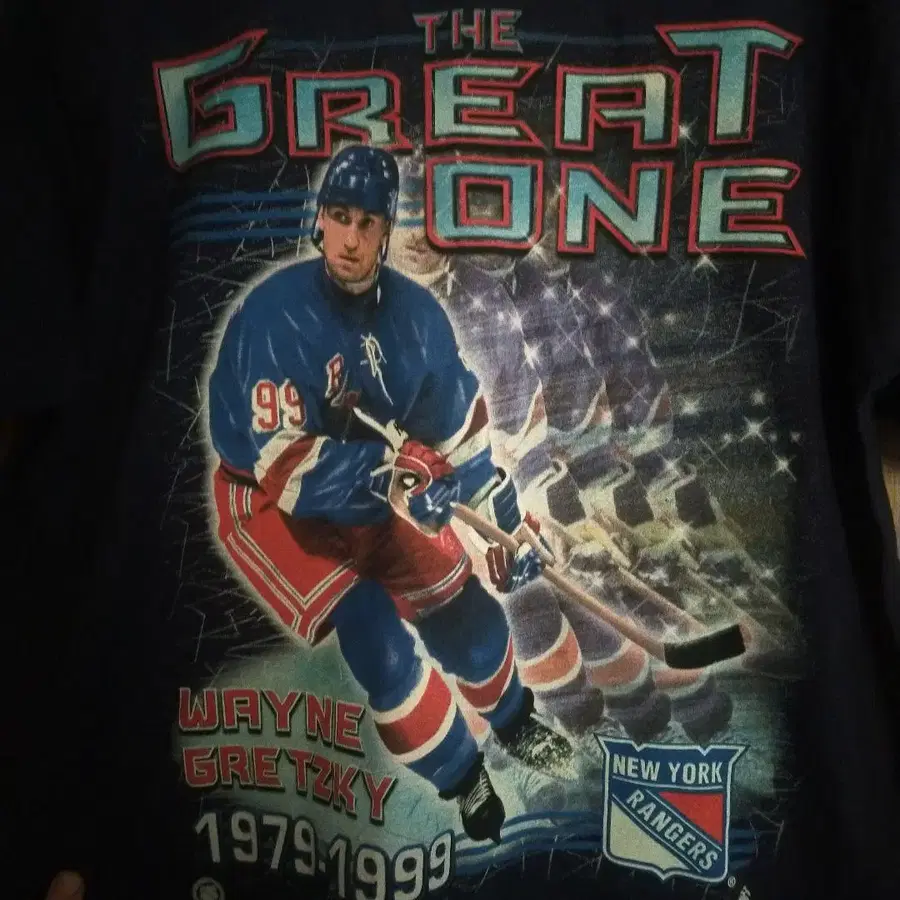 THE
GREAT
ONE
99
R
WAYNE
GRETZKY
1979-1999
NEW YORK
RANGERS
®